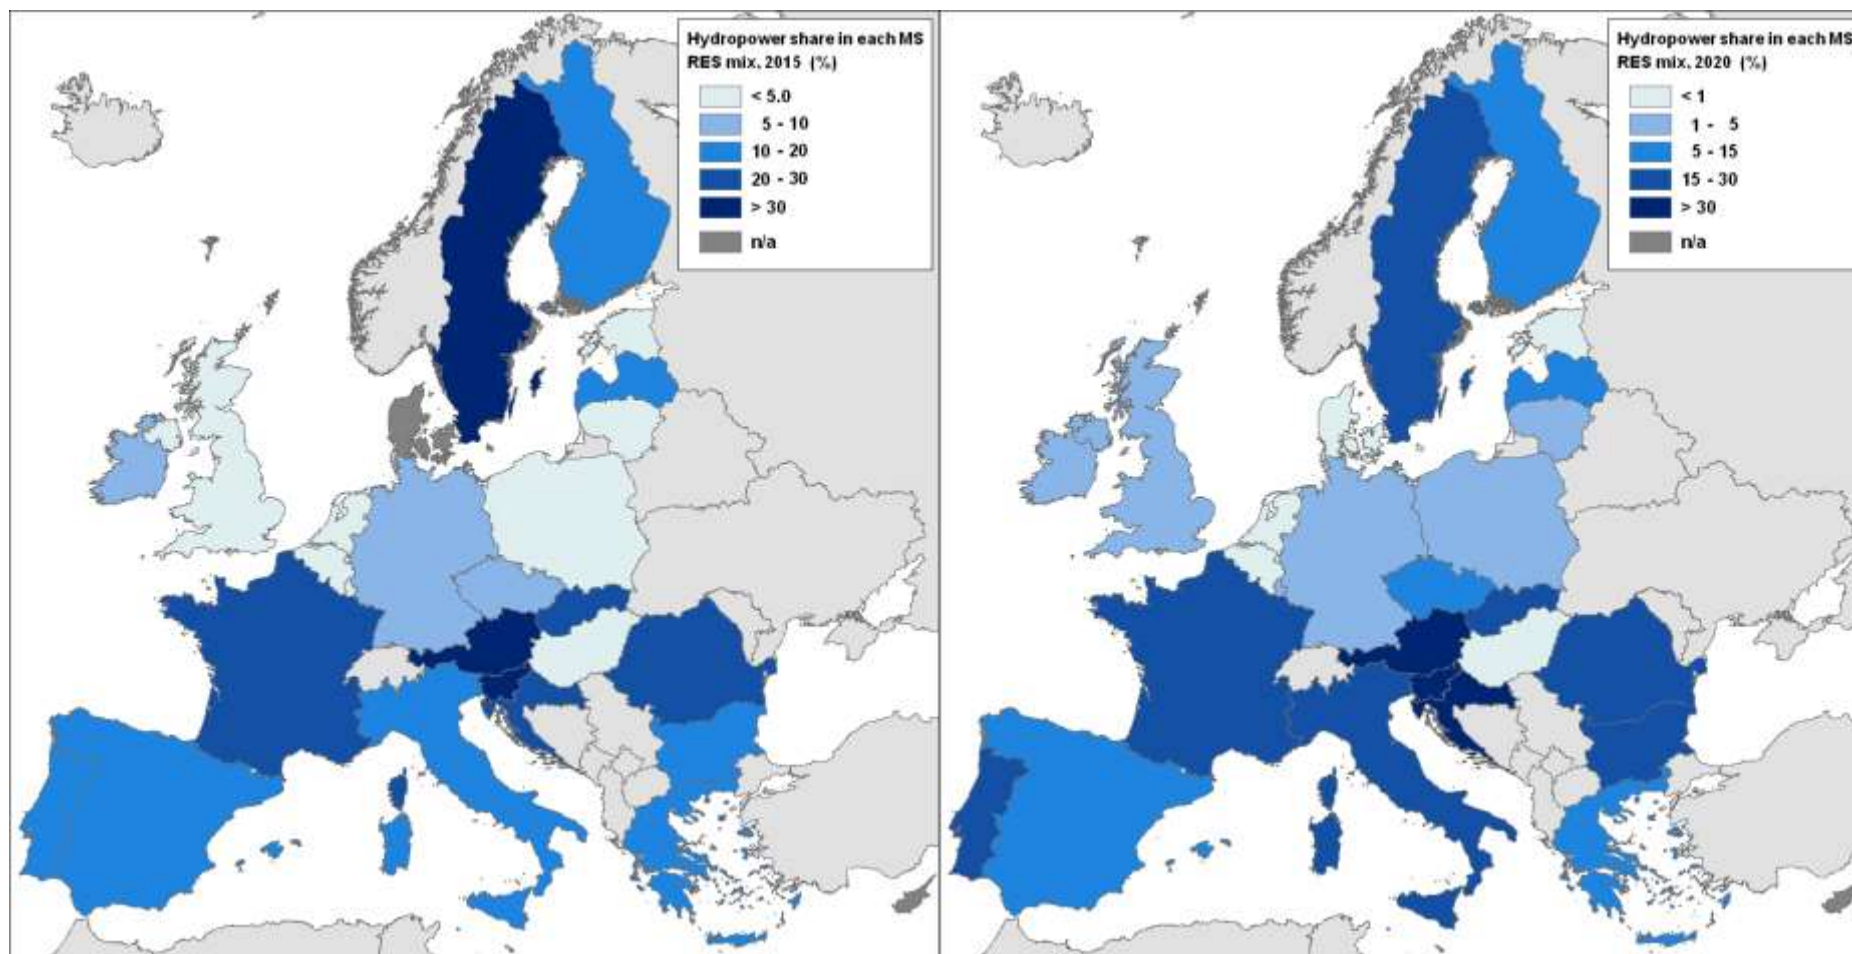 Hydropower share in each MS
RES mix, 2015 (%)
< 5.0
5 - 10
10 - 20
20 - 30
> 30
n/a
Hydropower share in each MS
RES mix, 2020 (%)
< 1
1 - 5
5 - 15
15 - 30
> 30
n/a